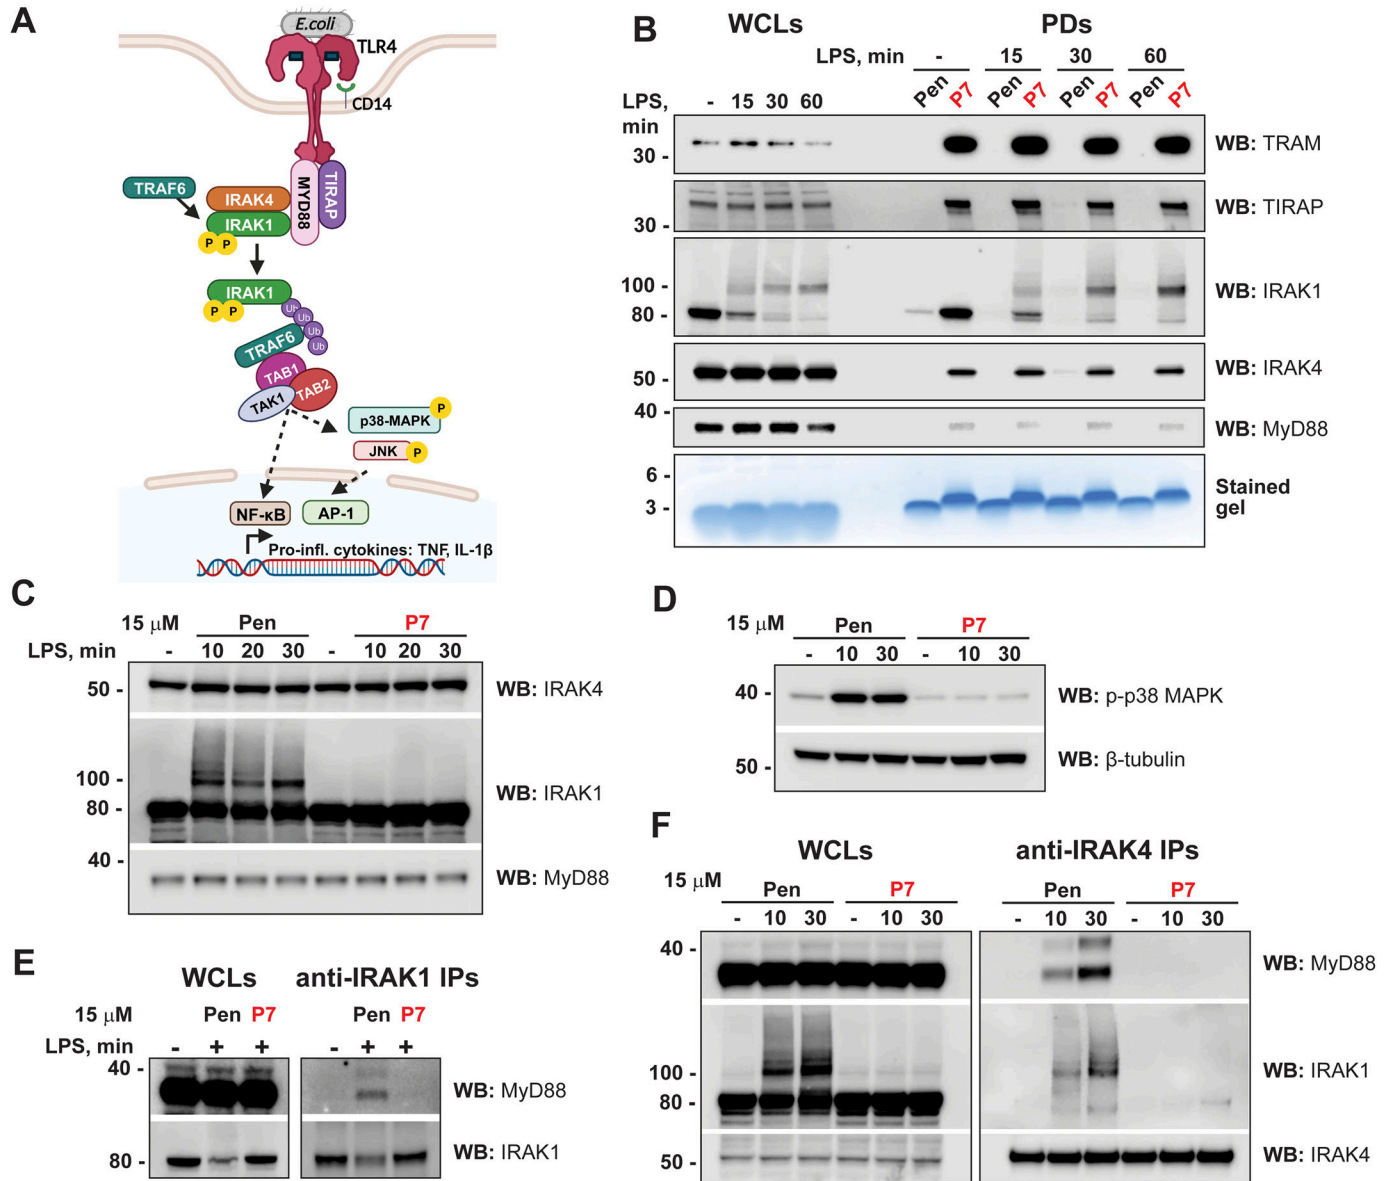 A
E.coli
TLR4
CD14
MYD88
TIRAP
TRAF6
IRAK4
IRAK1
P P
IRAK1
P P
Ub
Ub
Ub
Ub
TRAF6
TAB1
TAB2
TAK1
p38-MAPK P
JNK P
NF-κB AP-1
Pro-infl. cytokines: TNF, IL-1β
B
WCLs PDs
LPS, min - 15 30 60
Pen P7 Pen P7 Pen P7 Pen P7
LPS, min - 15 30 60
30 - WB: TRAM
30 - WB: TIRAP
100 -
80 - WB: IRAK1
50 - WB: IRAK4
40 - WB: MyD88
6 -
3 - Stained gel
C
15 μM Pen P7
LPS, min - 10 20 30 - 10 20 30
50 - WB: IRAK4
100 -
80 - WB: IRAK1
40 - WB: MyD88
D
15 μM Pen P7
- 10 30 - 10 30
40 - WB: p-p38 MAPK
50 - WB: β-tubulin
E
WCLs anti-IRAK1 IPs
15 μM Pen P7 Pen P7
LPS, min - + + - + +
40 - WB: MyD88
80 - WB: IRAK1
F
WCLs anti-IRAK4 IPs
15 μM Pen P7 Pen P7
- 10 30 - 10 30 - 10 30 - 10 30
40 - WB: MyD88
100 -
80 - WB: IRAK1
50 - WB: IRAK4